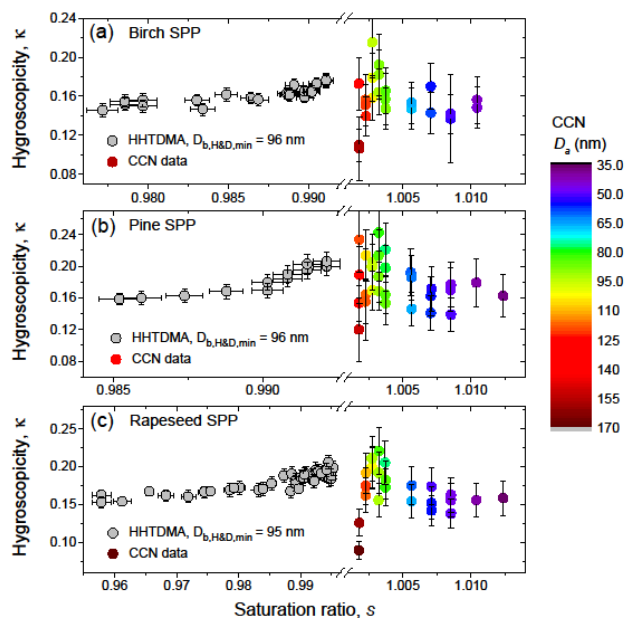 (a) Birch SPP
Hygroscopicity, κ
0.24
0.20
0.16
0.12
0.08
HHTDMA, D_b,H&D,min = 96 nm
CCN data
0.980 0.985 0.990 1.005 1.010
(b) Pine SPP
Hygroscopicity, κ
0.24
0.20
0.16
0.12
0.08
HHTDMA, D_b,H&D,min = 96 nm
CCN data
0.985 0.990 1.005 1.010
(c) Rapeseed SPP
Hygroscopicity, κ
0.25
0.20
0.15
0.10
HHTDMA, D_b,H&D,min = 95 nm
CCN data
0.96 0.97 0.98 0.99 1.005 1.010
Saturation ratio, s
CCN
D_a (nm)
35.0
50.0
65.0
80.0
95.0
110
125
140
155
170